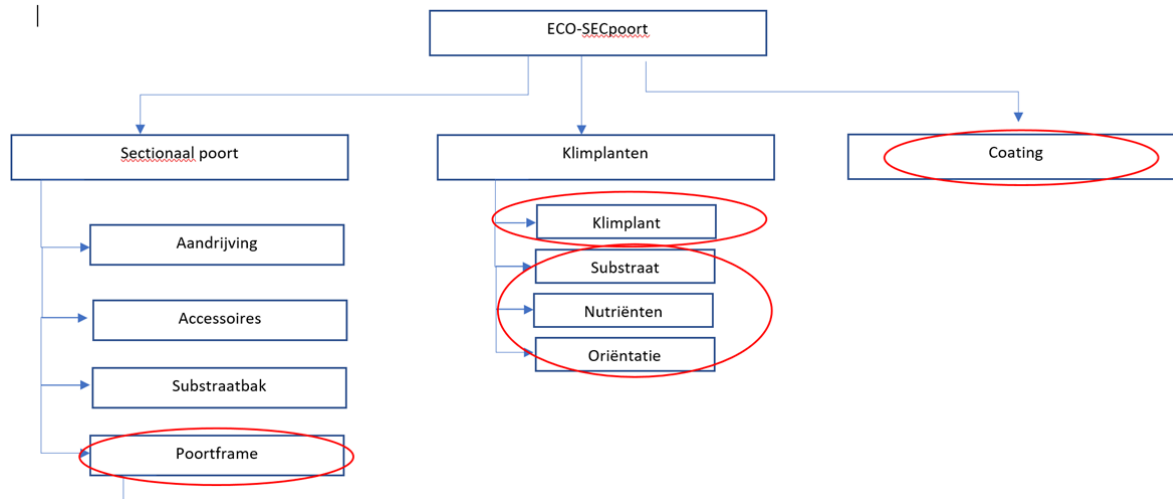 ECO-SECpoort
Sectionaal poort
Klimplanten
Coating
Aandrijving
Accessoires
Substraatbak
Poortframe
Klimplant
Substraat
Nutriënten
Oriëntatie